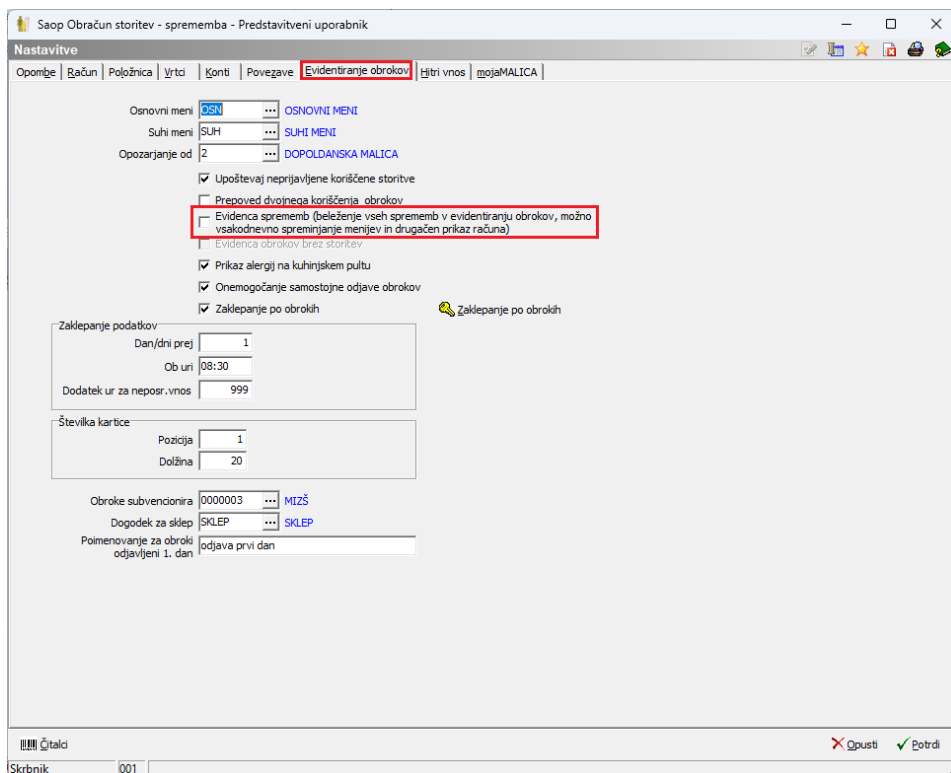 Saop Obračun storitev - sprememba - Predstavitveni uporabnik
Nastavitve
Opombe Račun Položnica Vrtci Konti Povezave Evidentiranje obrokov Hitri vnos mojaMALICA
Osnovni meni OSN ... OSNOVNI MENI
Suhi meni SUH ... SUHI MENI
Opozarjanje od 2 ... DOPOLDANSKA MALICA
Upoštevaj neprijavljene koriščene storitve
Prepoved dvojnega koriščenja obrokov
Evidenca sprememb (beleženje vseh sprememb v evidentiranju obrokov, možno
vsakodnevno spreminjanje menijev in drugačen prikaz računa)
Evidenca obrokov brez storitev
Prikaz alergij na kuhinjskem pultu
Onemogočanje samostojne odjave obrokov
Zaklepanje po obrokih Zaklepanje po obrokih
Zaklepanje podatkov
Dan/dni prej 1
Ob uri 08:30
Dodatek ur za neposr.vnos 999
Številka kartice
Pozicija 1
Dolžina 20
Obroke subvencionira 0000003 ... MIZŠ
Dogodek za sklep SKLEP ... SKLEP
Poimenovanje za obroki
odjavljeni 1. dan odjava prvi dan
Čitalci Opusti Potrdi
Skrbnik 001